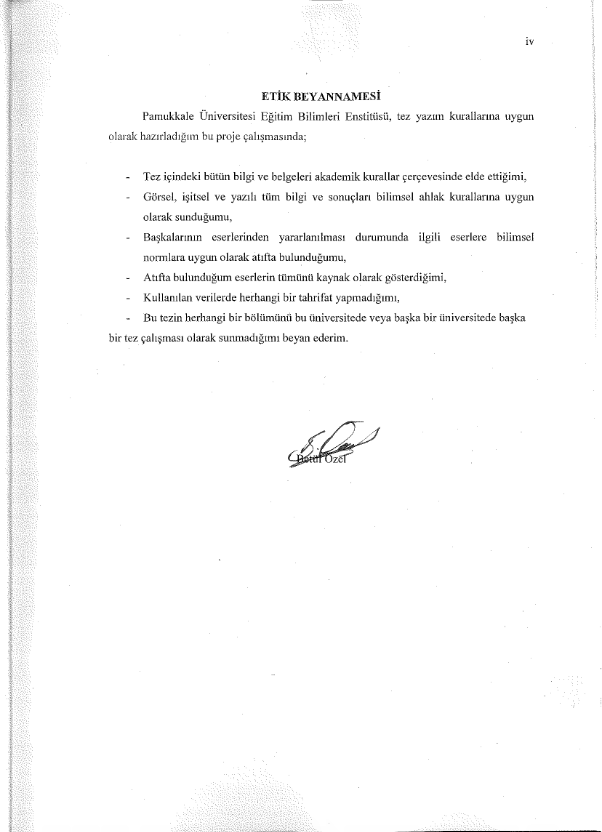 iv
ETİK BEYANNAMESİ
Pamukkale Üniversitesi Eğitim Bilimleri Enstitüsü, tez yazım kurallarına uygun
olarak hazırladığım bu proje çalışmasında;
- Tez içindeki bütün bilgi ve belgeleri akademik kurallar çerçevesinde elde ettiğimi,
- Görsel, işitsel ve yazılı tüm bilgi ve sonuçları bilimsel ahlak kurallarına uygun
olarak sunduğumu,
- Başkalarının eserlerinden yararlanılması durumunda ilgili eserlere bilimsel
normlara uygun olarak atıfta bulunduğumu,
- Atıfta bulunduğum eserlerin tümünü kaynak olarak gösterdiğimi,
- Kullanılan verilerde herhangi bir tahrifat yapmadığımı,
- Bu tezin herhangi bir bölümünü bu üniversitede veya başka bir üniversitede başka
bir tez çalışması olarak sunmadığımı beyan ederim.
Betül Özel